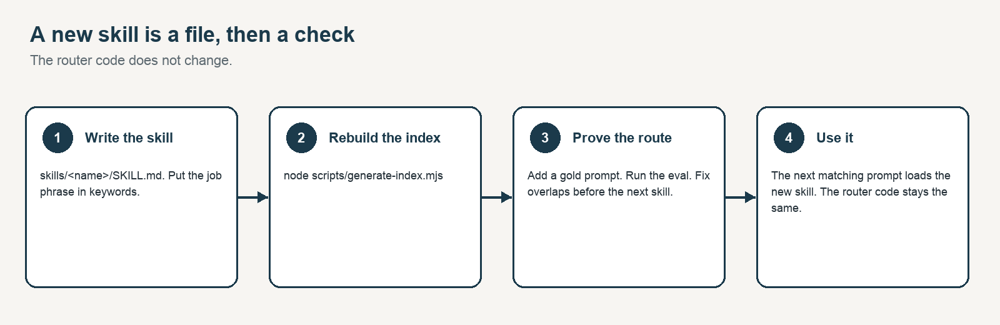 A new skill is a file, then a check
The router code does not change.
1 Write the skill
skills/<name>/SKILL.md. Put the job
phrase in keywords.
2 Rebuild the index
node scripts/generate-index.mjs
3 Prove the route
Add a gold prompt. Run the eval. Fix
overlaps before the next skill.
4 Use it
The next matching prompt loads the
new skill. The router code stays the
same.